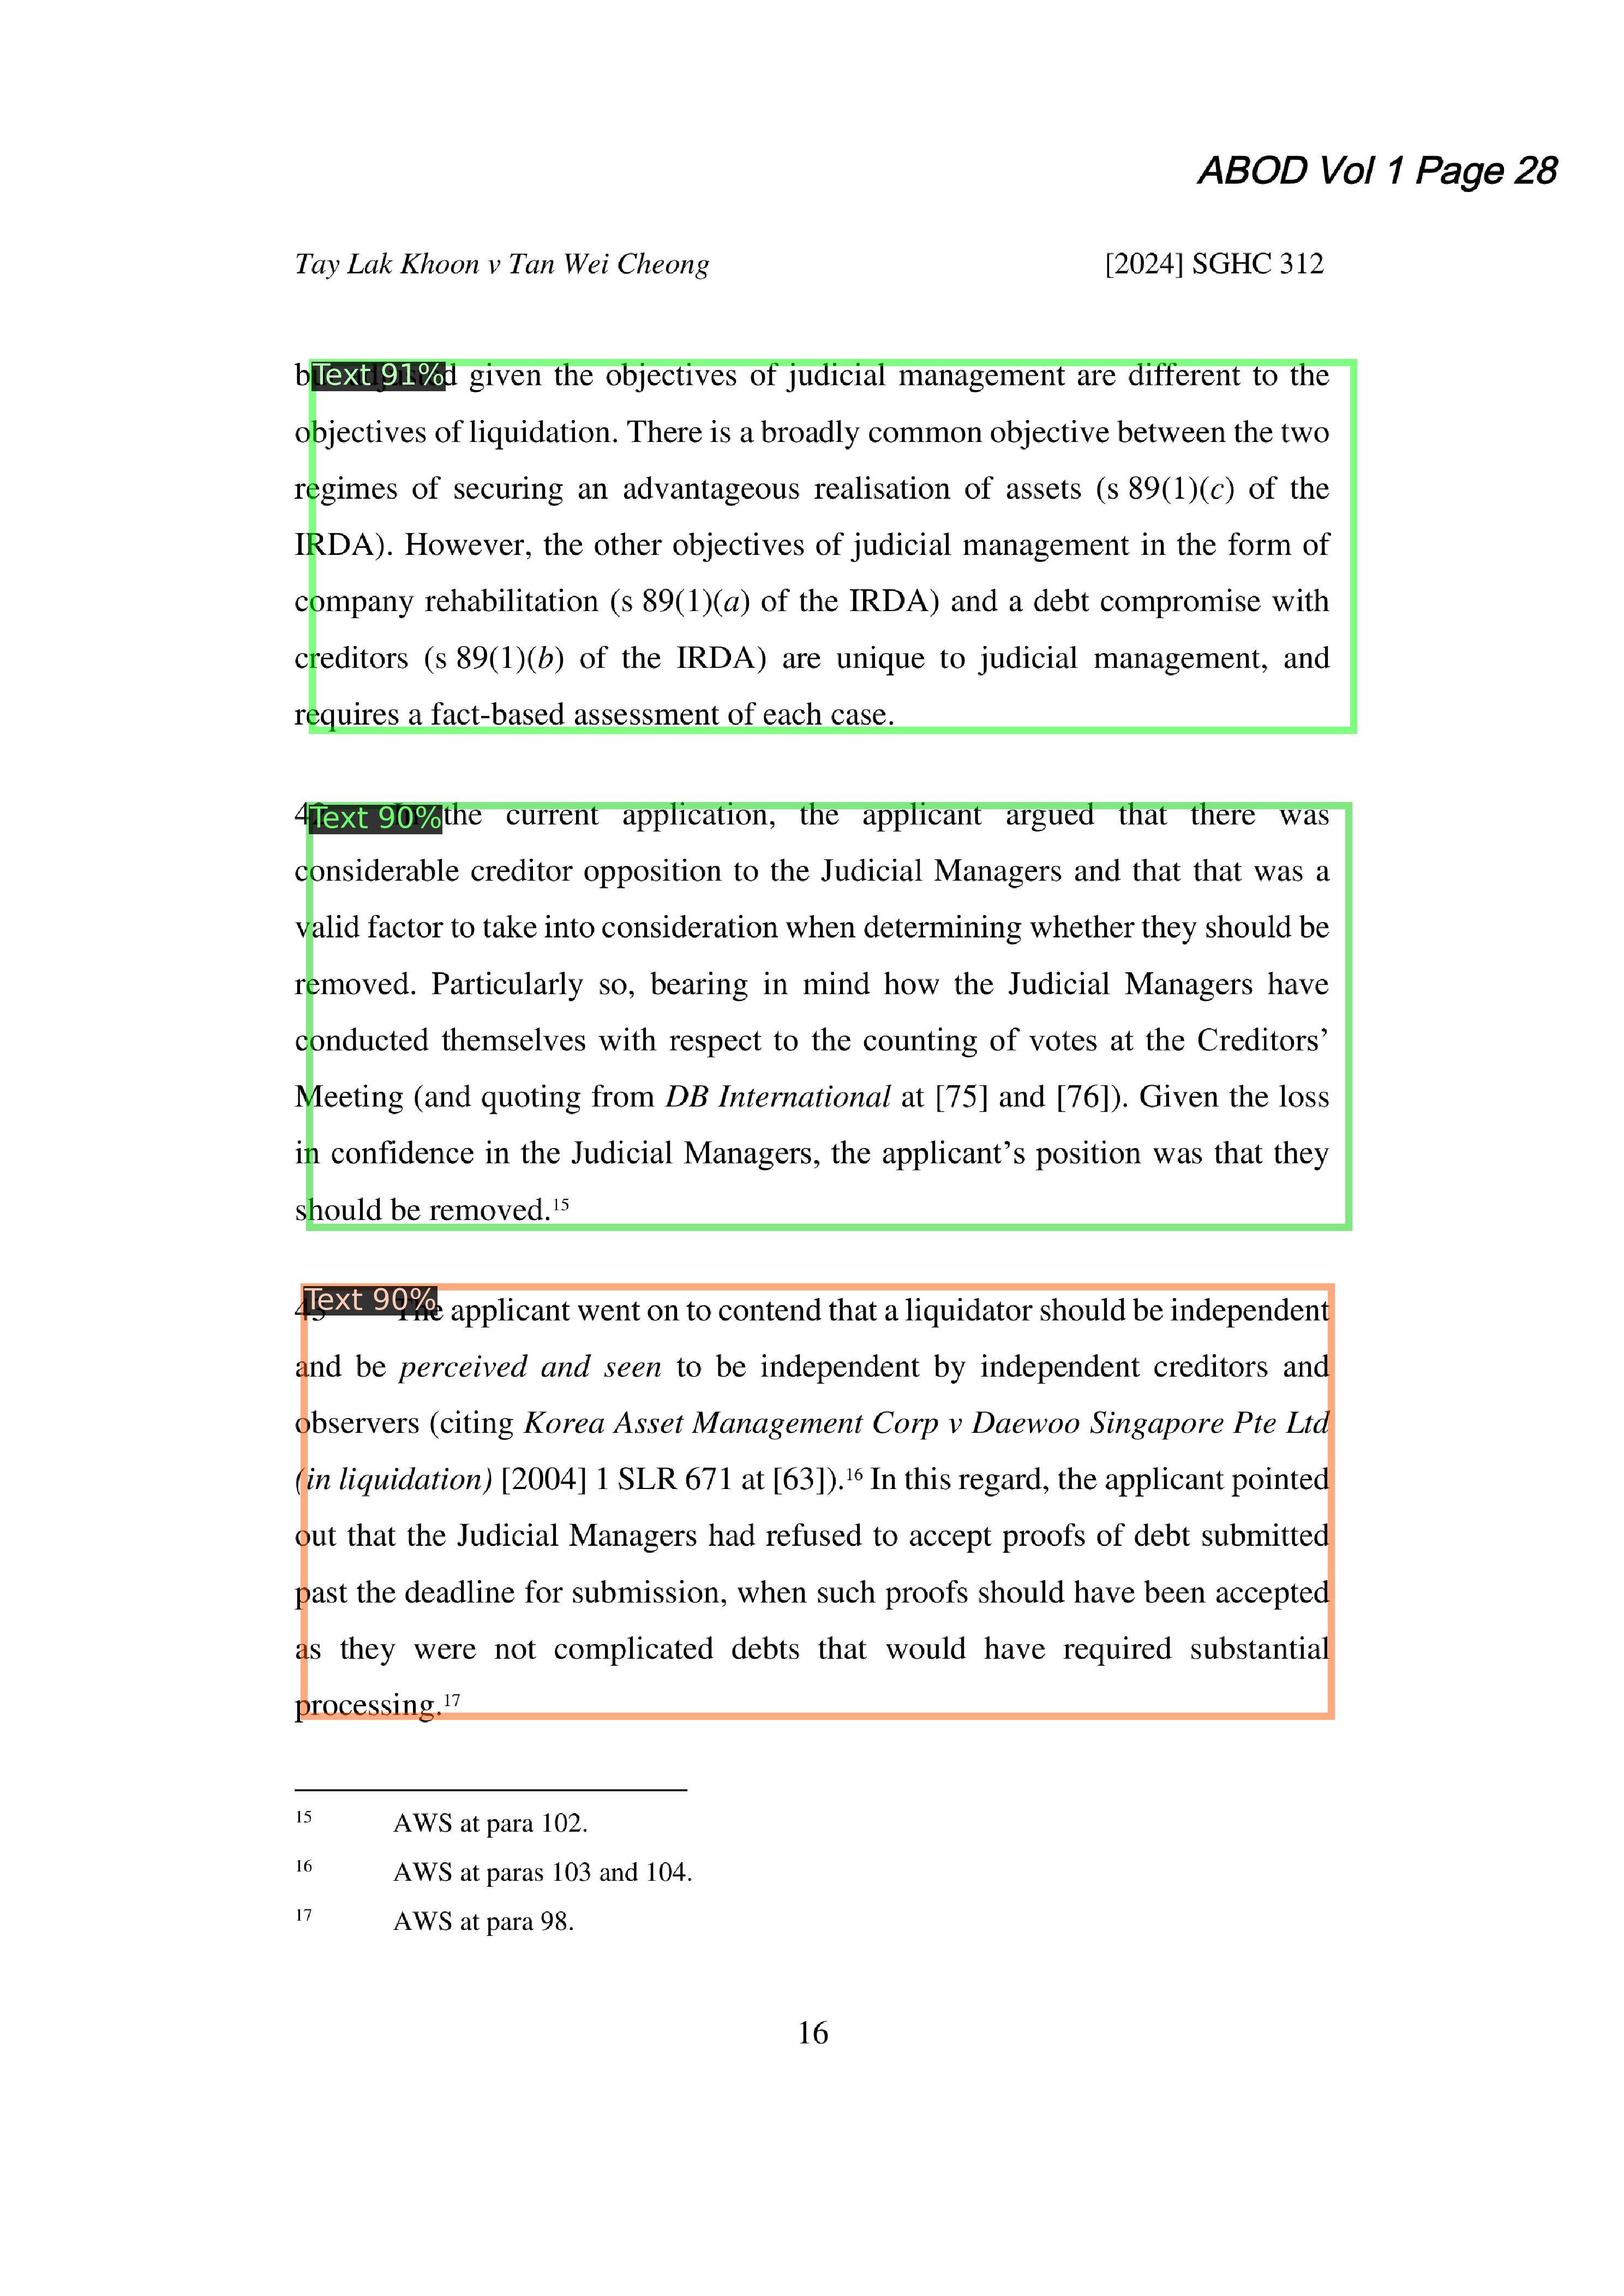 ABOD Vol 1 Page 28
Tay Lak Khoon v Tan Wei Cheong [2024] SGHC 312
Text 91% given the objectives of judicial management are different to the
objectives of liquidation. There is a broadly common objective between the two
regimes of securing an advantageous realisation of assets (s 89(1)(c) of the
IRDA). However, the other objectives of judicial management in the form of
company rehabilitation (s 89(1)(a) of the IRDA) and a debt compromise with
creditors (s 89(1)(b) of the IRDA) are unique to judicial management, and
requires a fact-based assessment of each case.
Text 90% the current application, the applicant argued that there was
considerable creditor opposition to the Judicial Managers and that that was a
valid factor to take into consideration when determining whether they should be
removed. Particularly so, bearing in mind how the Judicial Managers have
conducted themselves with respect to the counting of votes at the Creditors’
Meeting (and quoting from DB International at [75] and [76]). Given the loss
in confidence in the Judicial Managers, the applicant’s position was that they
should be removed.15
Text 90%
The applicant went on to contend that a liquidator should be independent
and be perceived and seen to be independent by independent creditors and
observers (citing Korea Asset Management Corp v Daewoo Singapore Pte Ltd
(in liquidation) [2004] 1 SLR 671 at [63]).16 In this regard, the applicant pointed
out that the Judicial Managers had refused to accept proofs of debt submitted
past the deadline for submission, when such proofs should have been accepted
as they were not complicated debts that would have required substantial
processing.17
15 AWS at para 102.
16 AWS at paras 103 and 104.
17 AWS at para 98.
16